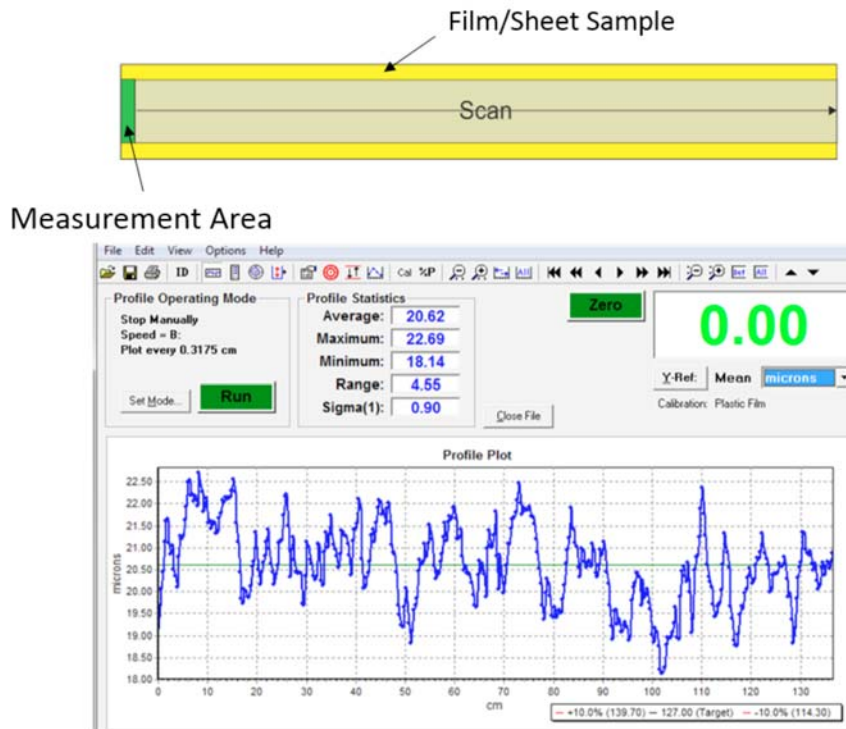 Film/Sheet Sample
Scan
Measurement Area
File Edit View Options Help
ID Cal %P Ref All
Profile Operating Mode
Stop Manually
Speed = B:
Plot every 0.3175 cm
Set Mode...
Run
Profile Statistics
Average: 20.62
Maximum: 22.69
Minimum: 18.14
Range: 4.55
Sigma(1): 0.90
Close File
Zero
0.00
Y-Ref: Mean microns
Calibration: Plastic Film
Profile Plot
22.50
22.00
21.50
21.00
20.50
20.00
19.50
19.00
18.50
18.00
microns
0 10 20 30 40 50 60 70 80 90 100 110 120 130
cm
+10.0% (139.70) 127.00 (Target) -10.0% (114.30)